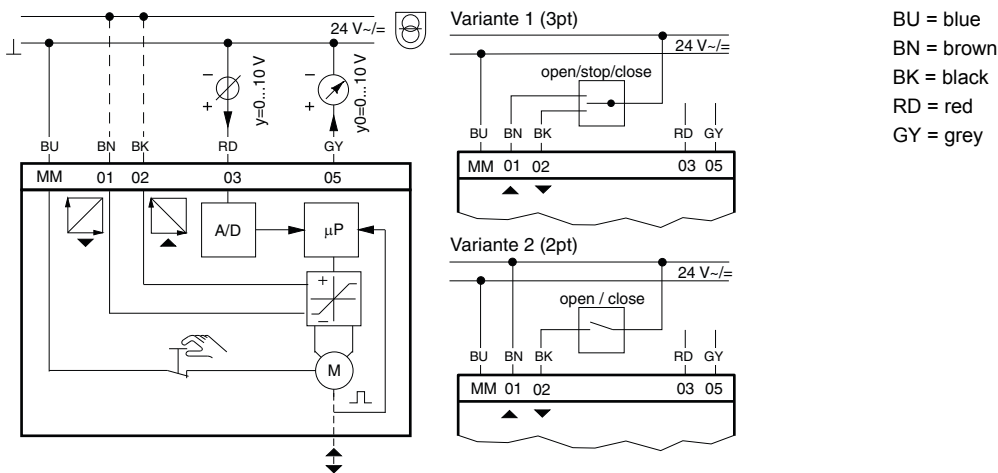 24 V~/=
⊥
y=0...10 V
y0=0...10 V
− +
− +
BU BN BK RD GY
MM 01 02 03 05
A/D
µP
+
−
M
Variante 1 (3pt)
24 V~/=
open/stop/close
BU BN BK RD GY
MM 01 02 03 05
Variante 2 (2pt)
24 V~/=
open / close
BU BN BK RD GY
MM 01 02 03 05
BU = blue
BN = brown
BK = black
RD = red
GY = grey